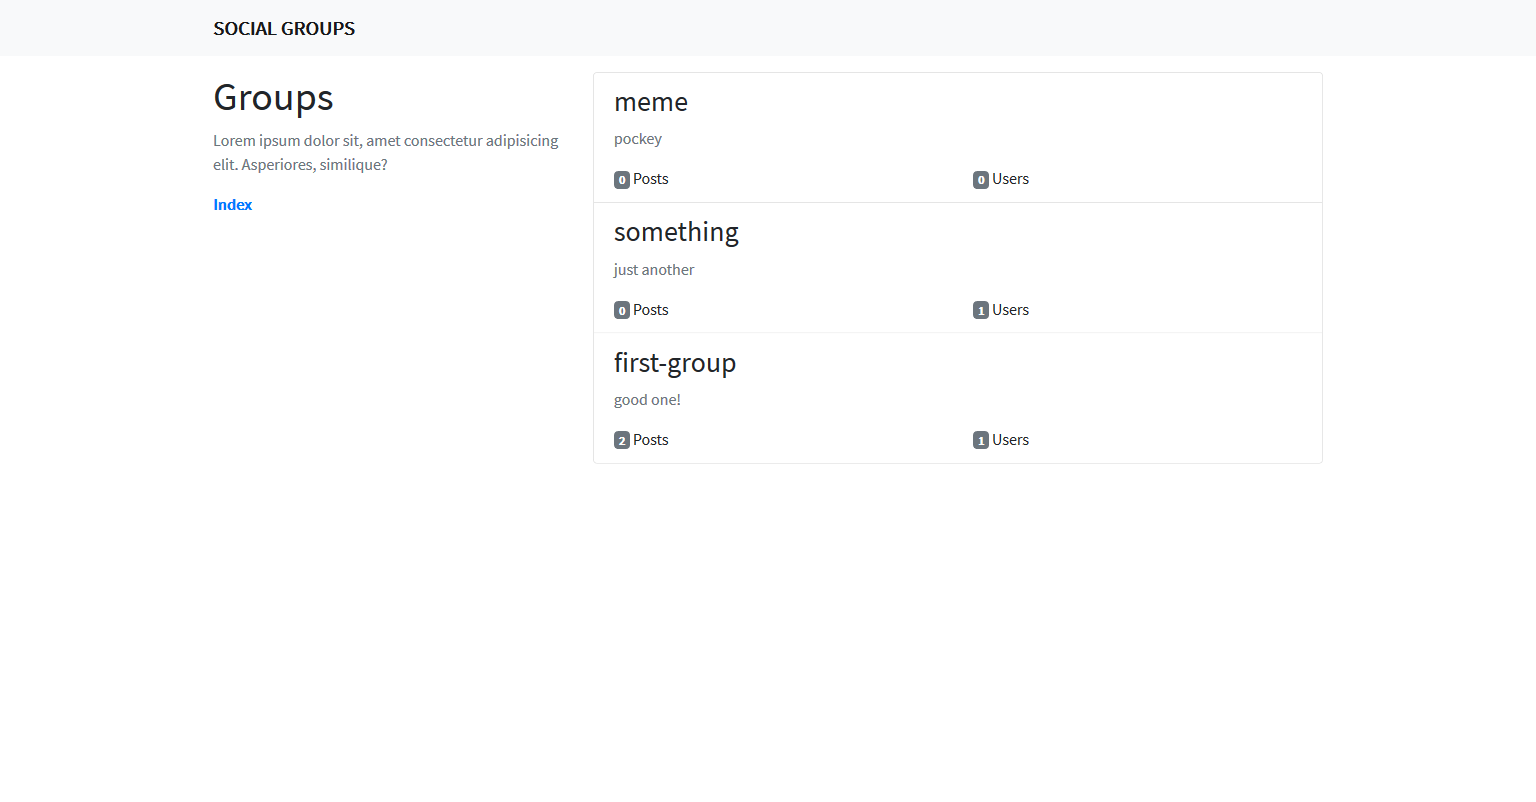 SOCIAL GROUPS
Groups
Lorem ipsum dolor sit, amet consectetur adipisicing
elit. Asperiores, similique?
Index
meme
pockey
0 Posts 0 Users
something
just another
0 Posts 1 Users
first-group
good one!
2 Posts 1 Users